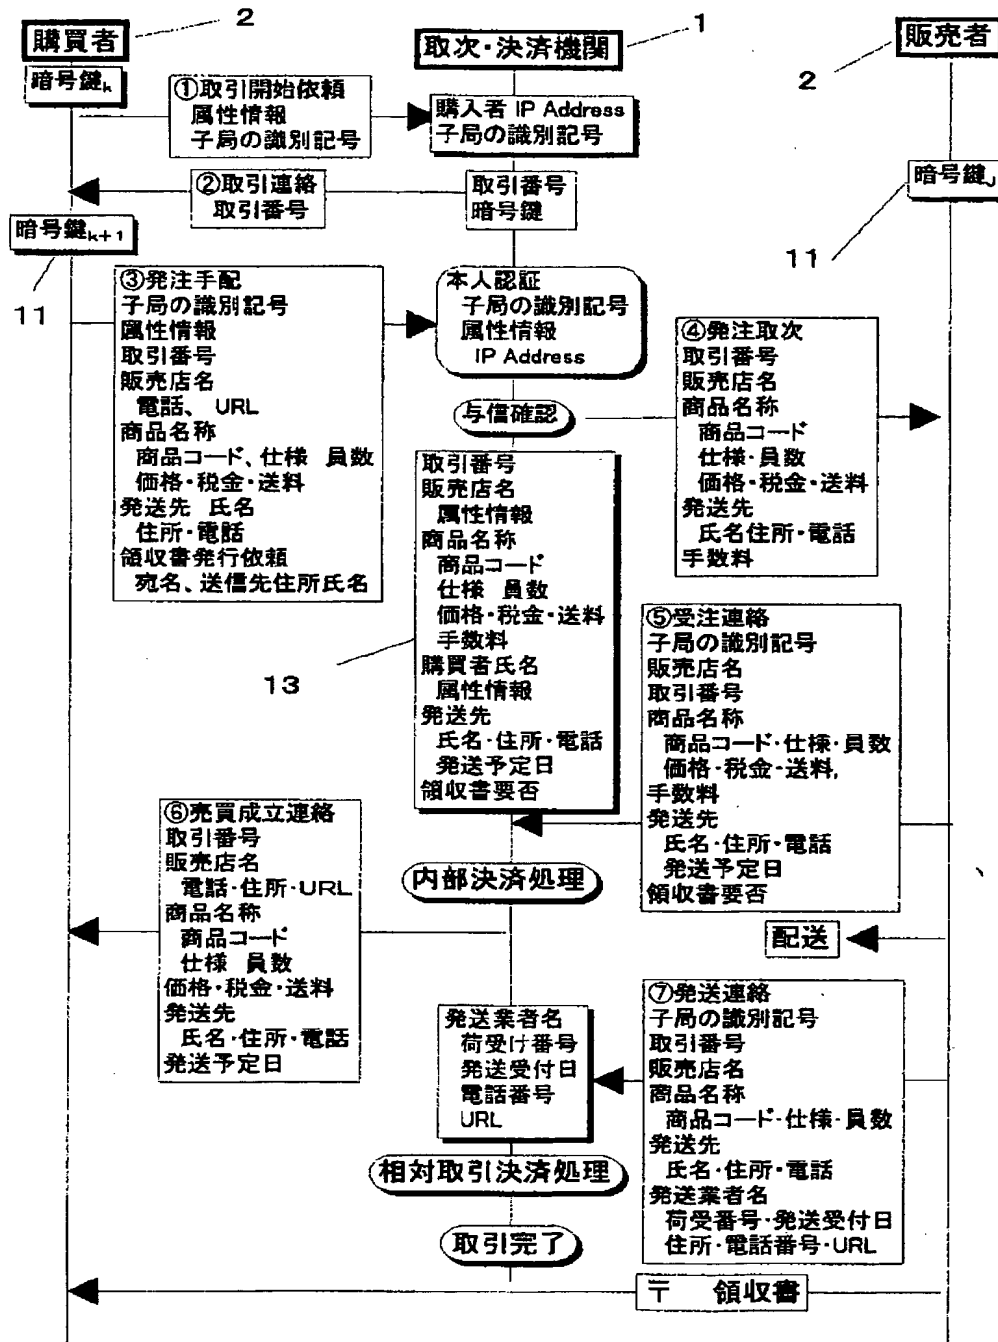 2
購買者
1
取次・決済機関
販売者
2
暗号鍵k
①取引開始依頼
属性情報
子局の識別記号
購入者 IP Address
子局の識別記号
②取引連絡
取引番号
取引番号
暗号鍵
暗号鍵J
暗号鍵k+1
11
11
③発注手配
子局の識別記号
属性情報
取引番号
販売店名
電話、 URL
商品名称
商品コード、仕様 員数
価格・税金・送料
発送先 氏名
住所・電話
領収書発行依頼
宛名、送信先住所氏名
本人認証
子局の識別記号
属性情報
IP Address
与信確認
④発注取次
取引番号
販売店名
商品名称
商品コード
仕様・員数
価格・税金・送料
発送先
氏名住所・電話
手数料
取引番号
販売店名
属性情報
商品名称
商品コード
仕様 員数
価格・税金・送料
手数料
購買者氏名
属性情報
発送先
氏名・住所・電話
発送予定日
領収書要否
13
⑤受注連絡
子局の識別記号
販売店名
取引番号
商品名称
商品コード・仕様・員数
価格・税金・送料,
手数料
発送先
氏名・住所・電話
発送予定日
領収書要否
内部決済処理
⑥売買成立連絡
取引番号
販売店名
電話・住所・URL
商品名称
商品コード
仕様 員数
価格・税金・送料
発送先
氏名・住所・電話
発送予定日
配送
発送業者名
荷受け番号
発送受付日
電話番号
URL
⑦発送連絡
子局の識別記号
取引番号
販売店名
商品名称
商品コード・仕様・員数
発送先
氏名・住所・電話
発送業者名
荷受番号・発送受付日
住所・電話番号・URL
相対取引決済処理
取引完了
〒 領収書